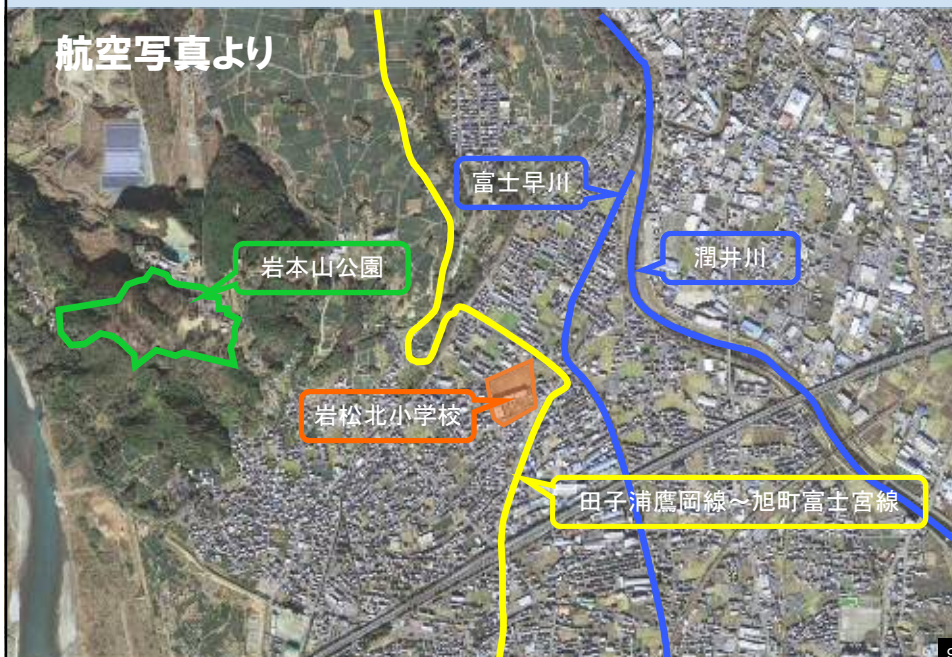 航空写真より
富士早川
潤井川
岩本山公園
岩松北小学校
田子浦鷹岡線～旭町富士宮線